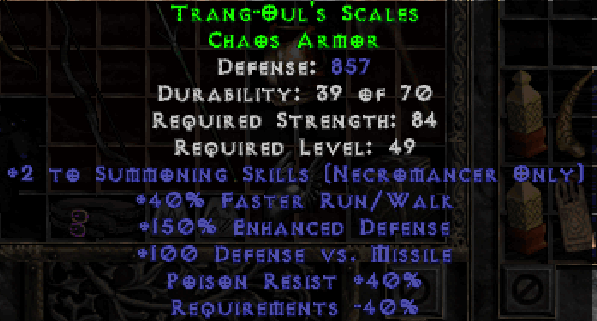 Trang-Oul's Scales
Chaos Armor
Defense: 857
Durability: 39 of 70
Required Strength: 84
Required Level: 49
+2 to Summoning Skills (Necromancer Only)
+40% Faster Run/Walk
+150% Enhanced Defense
+100 Defense vs. Missile
Poison Resist +40%
Requirements -40%